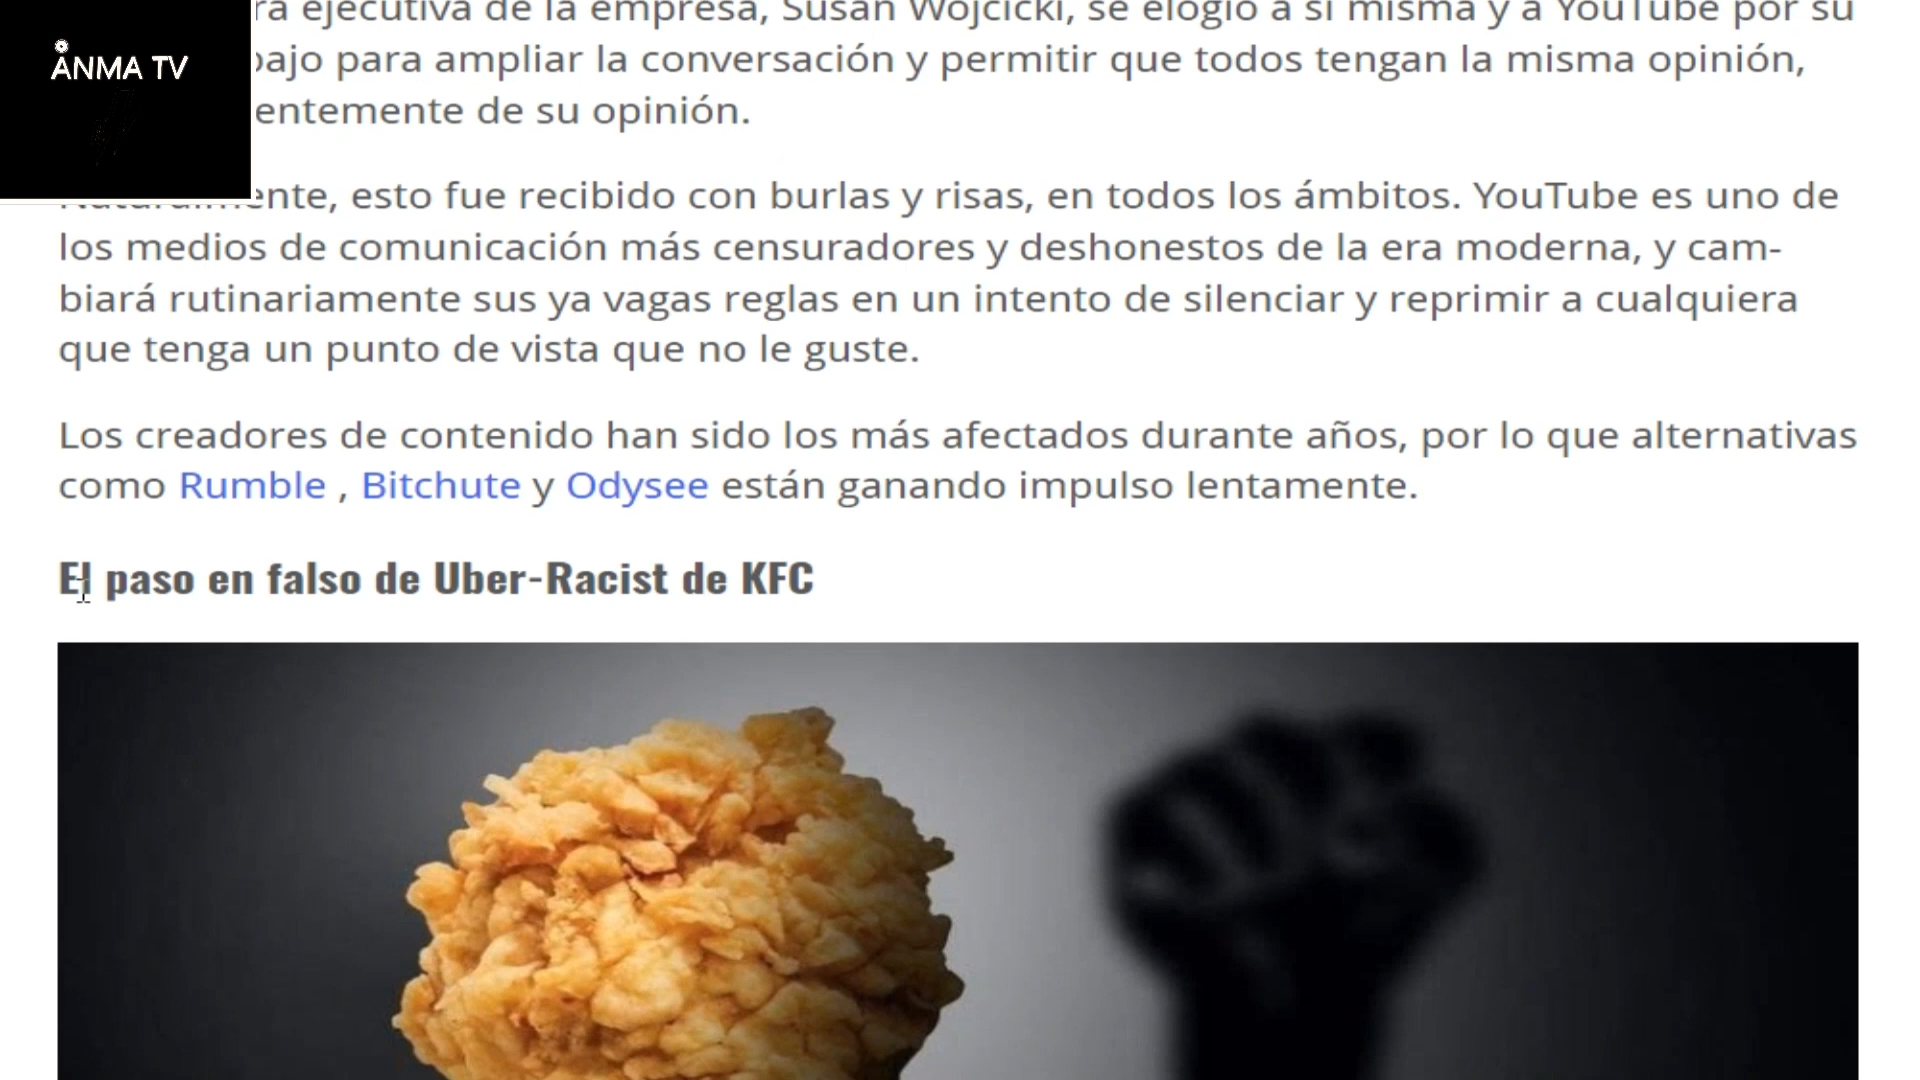 ANMA TV
ejecutiva de la empresa, Susan Wojcicki, se elogió a sí misma y a YouTube por su
para ampliar la conversación y permitir que todos tengan la misma opinión,
de su opinión.
esto fue recibido con burlas y risas, en todos los ámbitos. YouTube es uno de
los medios de comunicación más censuradores y deshonestos de la era moderna, y cam-
biará rutinariamente sus ya vagas reglas en un intento de silenciar y reprimir a cualquiera
que tenga un punto de vista que no le guste.
Los creadores de contenido han sido los más afectados durante años, por lo que alternativas
como Rumble , Bitchute y Odysee están ganando impulso lentamente.
El paso en falso de Uber-Racist de KFC